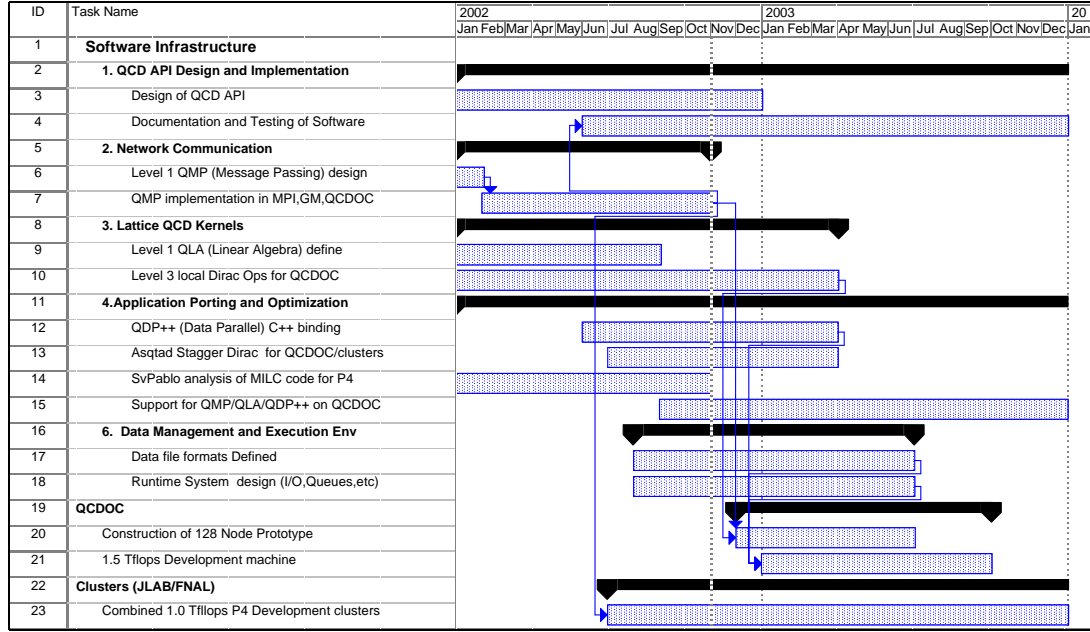 ID Task Name 2002 2003 20
Jan Feb Mar Apr May Jun Jul Aug Sep Oct Nov Dec Jan Feb Mar Apr May Jun Jul Aug Sep Oct Nov Dec Jan
1 Software Infrastructure
2 1. QCD API Design and Implementation
3 Design of QCD API
4 Documentation and Testing of Software
5 2. Network Communication
6 Level 1 QMP (Message Passing) design
7 QMP implementation in MPI,GM,QCDOC
8 3. Lattice QCD Kernels
9 Level 1 QLA (Linear Algebra) define
10 Level 3 local Dirac Ops for QCDOC
11 4.Application Porting and Optimization
12 QDP++ (Data Parallel) C++ binding
13 Asqtad Stagger Dirac for QCDOC/clusters
14 SvPablo analysis of MILC code for P4
15 Support for QMP/QLA/QDP++ on QCDOC
16 6. Data Management and Execution Env
17 Data file formats Defined
18 Runtime System design (I/O,Queues,etc)
19 QCDOC
20 Construction of 128 Node Prototype
21 1.5 Tflops Development machine
22 Clusters (JLAB/FNAL)
23 Combined 1.0 Tfllops P4 Development clusters